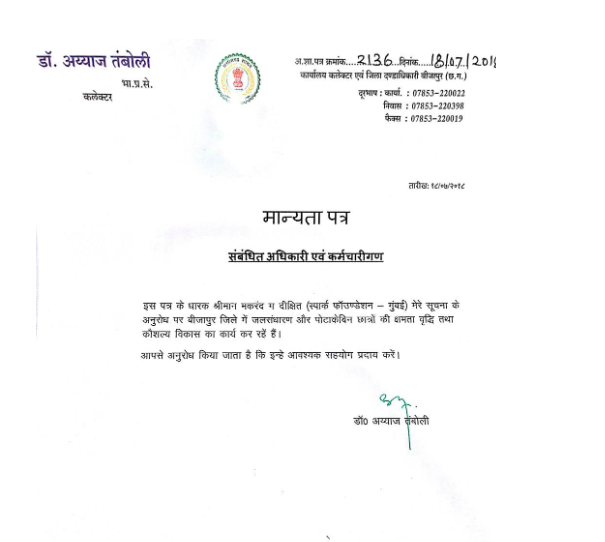 डॉ. अय्याज तंबोली
भा.प्र.से.
कलेक्टर
अ.शा.पत्र क्रमांक....2136...दिनांक....18/07/201
कार्यालय कलेक्टर एवं जिला दण्डाधिकारी बीजापुर (छ.ग.)
दूरभाष : कार्या. : 07853-220022
निवास : 07853-220398
फैक्स : 07853-220019
तारीख: १८/०७/२०१८
मान्यता पत्र
संबंधित अधिकारी एवं कर्मचारीगण
इस पत्र के धारक श्रीमान मकरंद ग दीक्षित (स्पार्क फॉउण्डेशन – मुंबई) मेरे सूचना के
अनुरोध पर बीजापुर जिले में जलसंधारण और पोटाकेबिन छात्रों की क्षमता वृद्धि तथा
कौशल्य विकास का कार्य कर रहें हैं।
आपसे अनुरोध किया जाता है कि इन्हे आवश्यक सहयोग प्रदाय करें।
डॉ0 अय्याज तंबोली